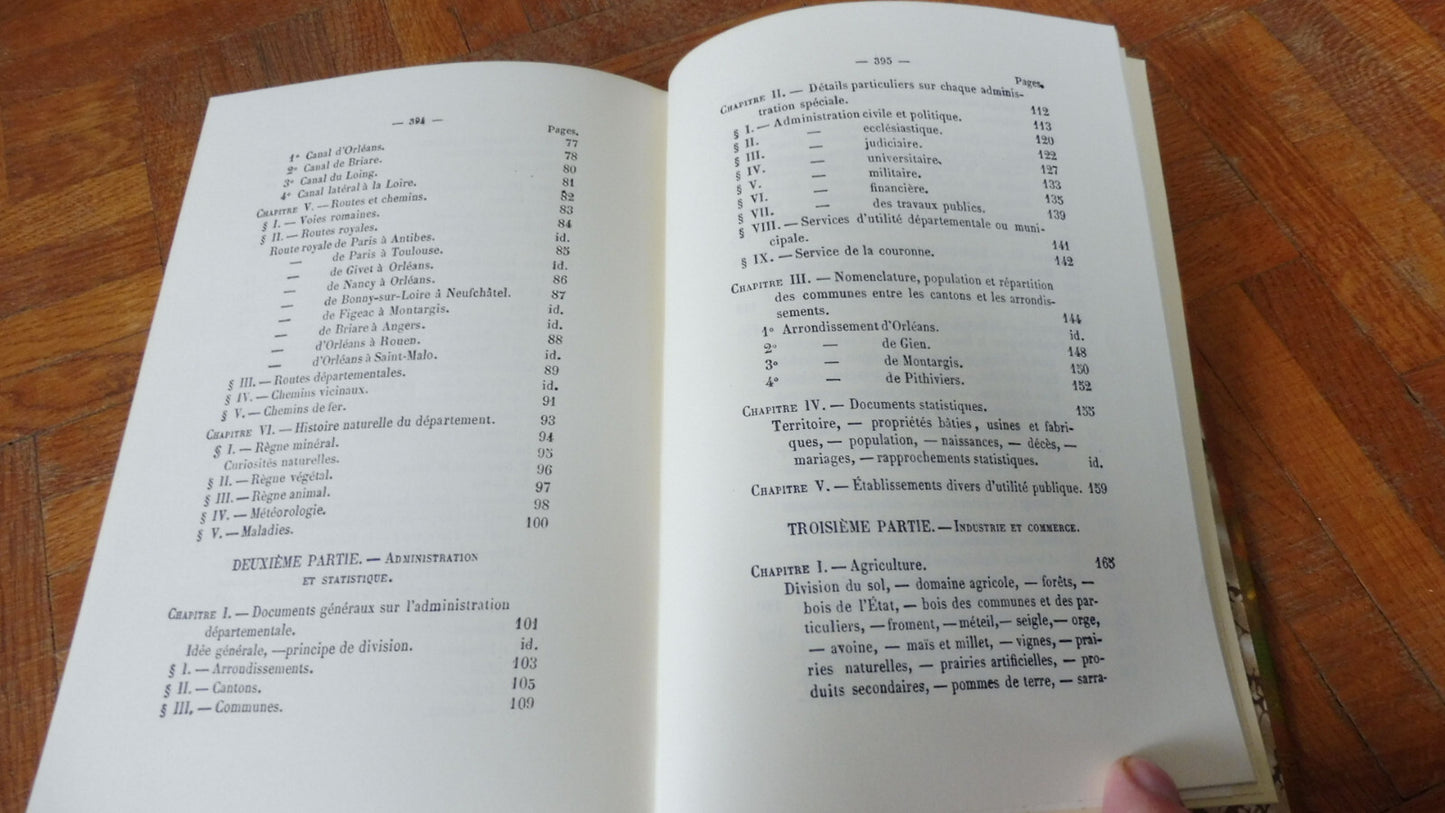 — 394 —
Pages.
1º Canal d'Orléans. 77
2º Canal de Briare. 78
3º Canal du Loing. 80
4º Canal latéral à la Loire. 81
CHAPITRE V. — Routes et chemins. 82
§ I. — Voies romaines. 83
§ II. — Routes royales. 84
Route royale de Paris à Antibes. id.
— de Paris à Toulouse. 85
— de Givet à Orléans. id.
— de Nancy à Orléans. 86
— de Bonny-sur-Loire à Neufchâtel. 87
— de Figeac à Montargis. id.
— de Briare à Angers. id.
— d'Orléans à Rouen. 88
— d'Orléans à Saint-Malo. id.
§ III. — Routes départementales. 89
§ IV. — Chemins vicinaux. id.
§ V. — Chemins de fer. 91
CHAPITRE VI. — Histoire naturelle du département. 93
§ I. — Règne minéral. 94
Curiosités naturelles. 95
§ II. — Règne végétal. 96
§ III. — Règne animal. 97
§ IV. — Météorologie. 98
§ V. — Maladies. 100
DEUXIÈME PARTIE. — ADMINISTRATION
ET STATISTIQUE.
CHAPITRE I. — Documents généraux sur l'administration
départementale. 101
Idée générale, — principe de division. id.
§ I. — Arrondissements. 103
§ II. — Cantons. 105
§ III. — Communes. 109
— 395 —
Pages.
CHAPITRE II. — Détails particuliers sur chaque adminis-
tration spéciale. 112
§ I. — Administration civile et politique. 113
§ II. — ecclésiastique. 120
§ III. — judiciaire. 122
§ IV. — universitaire. 127
§ V. — militaire. 133
§ VI. — financière. 135
§ VII. — des travaux publics. 139
§ VIII. — Services d'utilité départementale ou muni-
cipale. 141
§ IX. — Service de la couronne. 142
CHAPITRE III. — Nomenclature, population et répartition
des communes entre les cantons et les arrondis-
sements. 144
1º Arrondissement d'Orléans. id.
2º — de Gien. 148
3º — de Montargis. 150
4º — de Pithiviers. 152
CHAPITRE IV. — Documents statistiques. 155
Territoire, — propriétés bâties, usines et fabri-
ques, — population, — naissances, — décès, —
mariages, — rapprochements statistiques. id.
CHAPITRE V. — Établissements divers d'utilité publique. 159
TROISIÈME PARTIE. — INDUSTRIE ET COMMERCE.
CHAPITRE I. — Agriculture. 165
Division du sol, — domaine agricole, — forêts, —
bois de l'État, — bois des communes et des par-
ticuliers, — froment, — méteil, — seigle, — orge,
— avoine, — maïs et millet, — vignes, — prai-
ries naturelles, — prairies artificielles, — pro-
duits secondaires, — pommes de terre, — sarra-